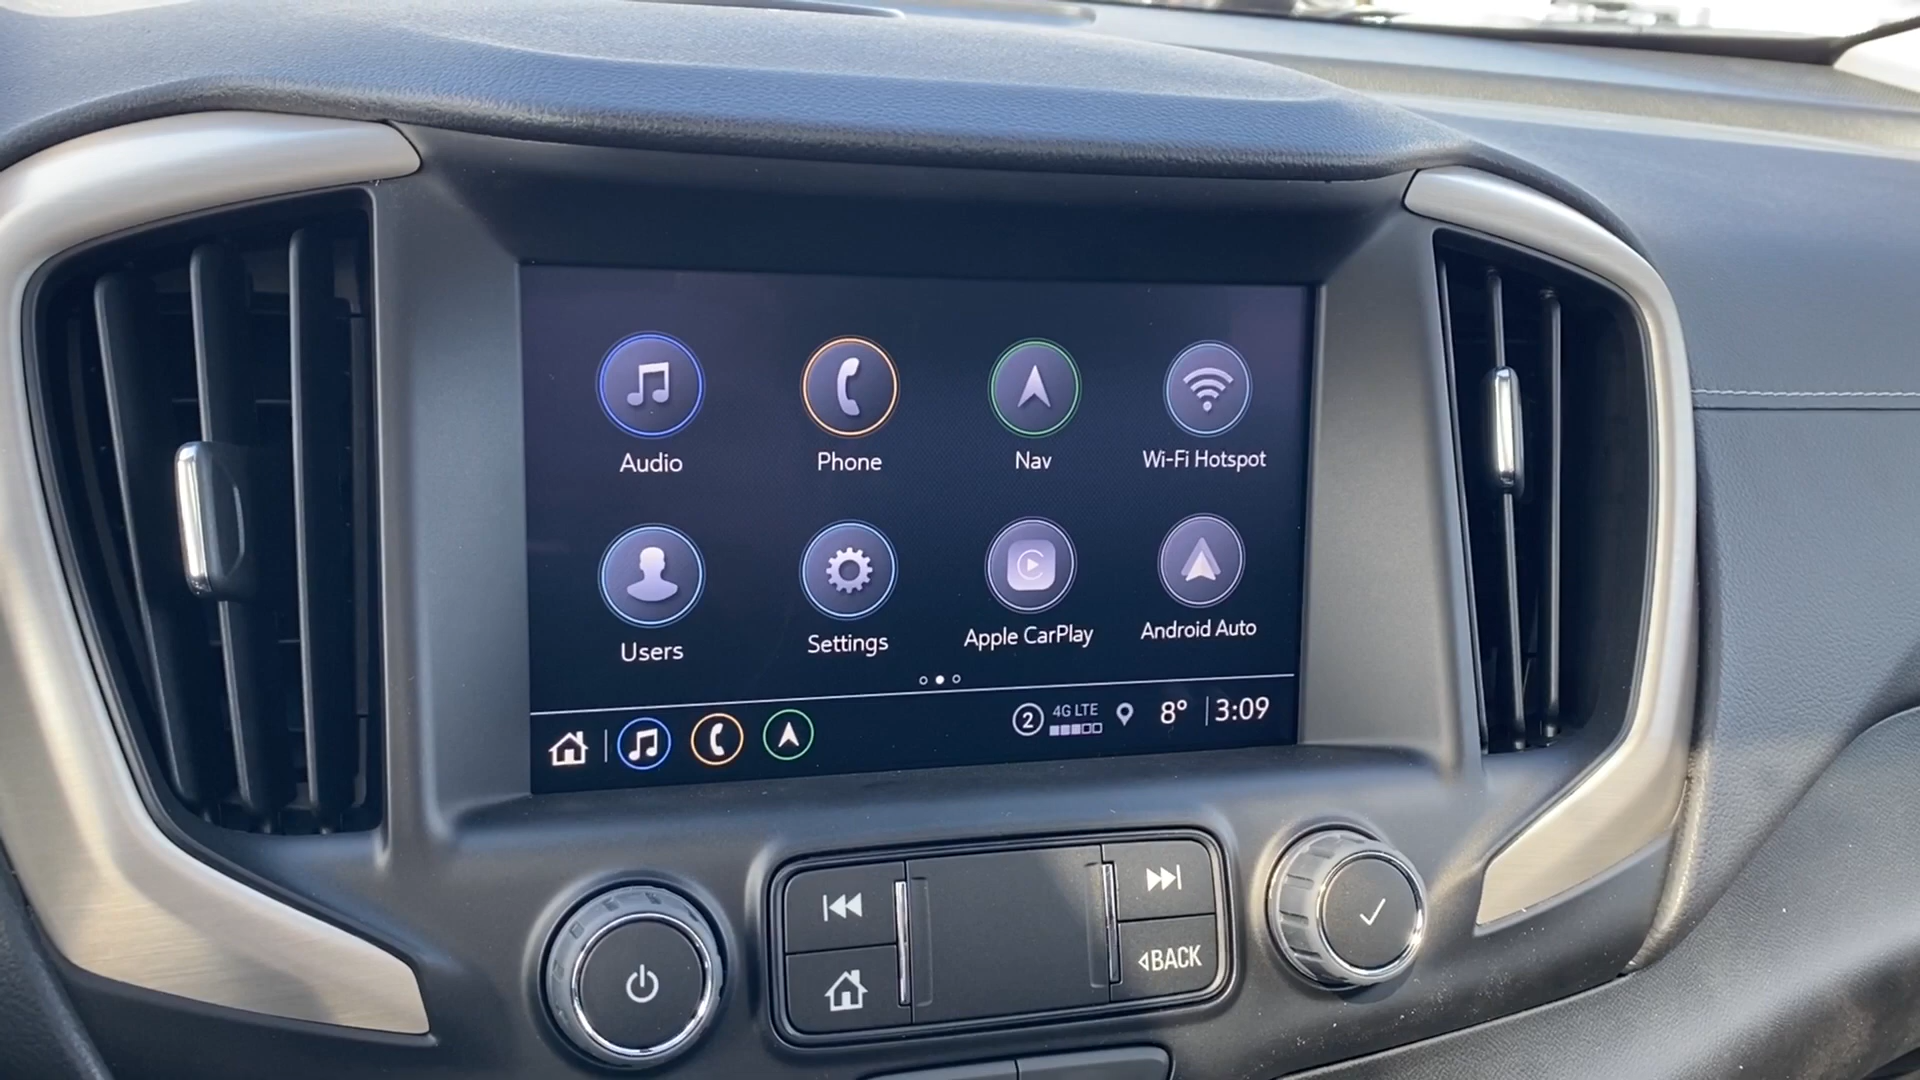 Audio
Phone
Nav
Wi-Fi Hotspot
Users
Settings
Apple CarPlay
Android Auto
2
4G LTE
8°
3:09
BACK